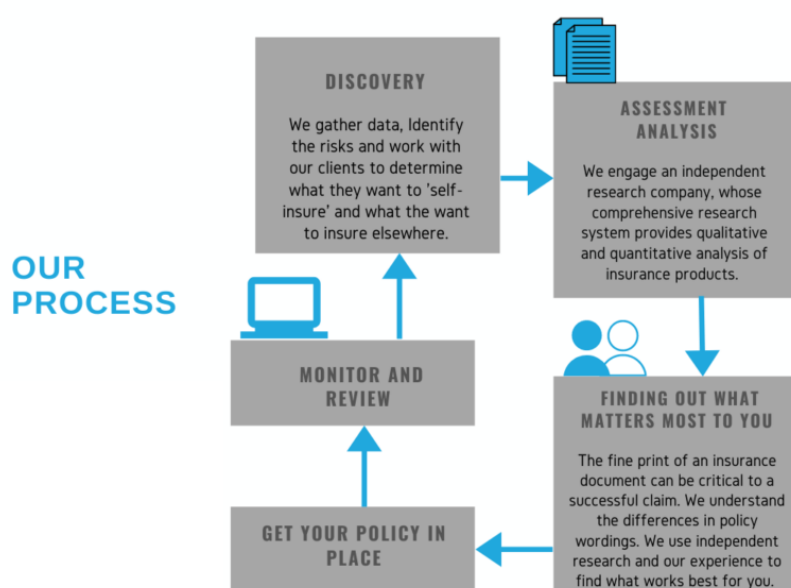 OUR
PROCESS
DISCOVERY
We gather data, Identify
the risks and work with
our clients to determine
what they want to 'self-
insure' and what the want
to insure elsewhere.
ASSESSMENT
ANALYSIS
We engage an independent
research company, whose
comprehensive research
system provides qualitative
and quantitative analysis of
insurance products.
FINDING OUT WHAT
MATTERS MOST TO YOU
The fine print of an insurance
document can be critical to a
successful claim. We understand
the differences in policy
wordings. We use independent
research and our experience to
find what works best for you.
GET YOUR POLICY IN
PLACE
MONITOR AND
REVIEW